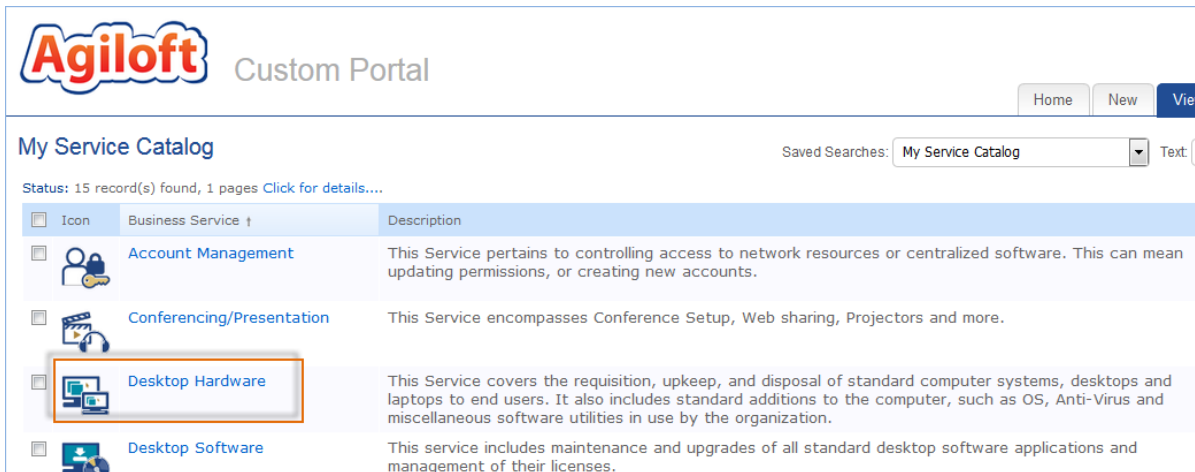 Agiloft Custom Portal
Home New Vie
My Service Catalog
Saved Searches: My Service Catalog Text:
Status: 15 record(s) found, 1 pages Click for details....
Icon Business Service ↑ Description
Account Management
This Service pertains to controlling access to network resources or centralized software. This can mean
updating permissions, or creating new accounts.
Conferencing/Presentation
This Service encompasses Conference Setup, Web sharing, Projectors and more.
Desktop Hardware
This Service covers the requisition, upkeep, and disposal of standard computer systems, desktops and
laptops to end users. It also includes standard additions to the computer, such as OS, Anti-Virus and
miscellaneous software utilities in use by the organization.
Desktop Software
This service includes maintenance and upgrades of all standard desktop software applications and
management of their licenses.